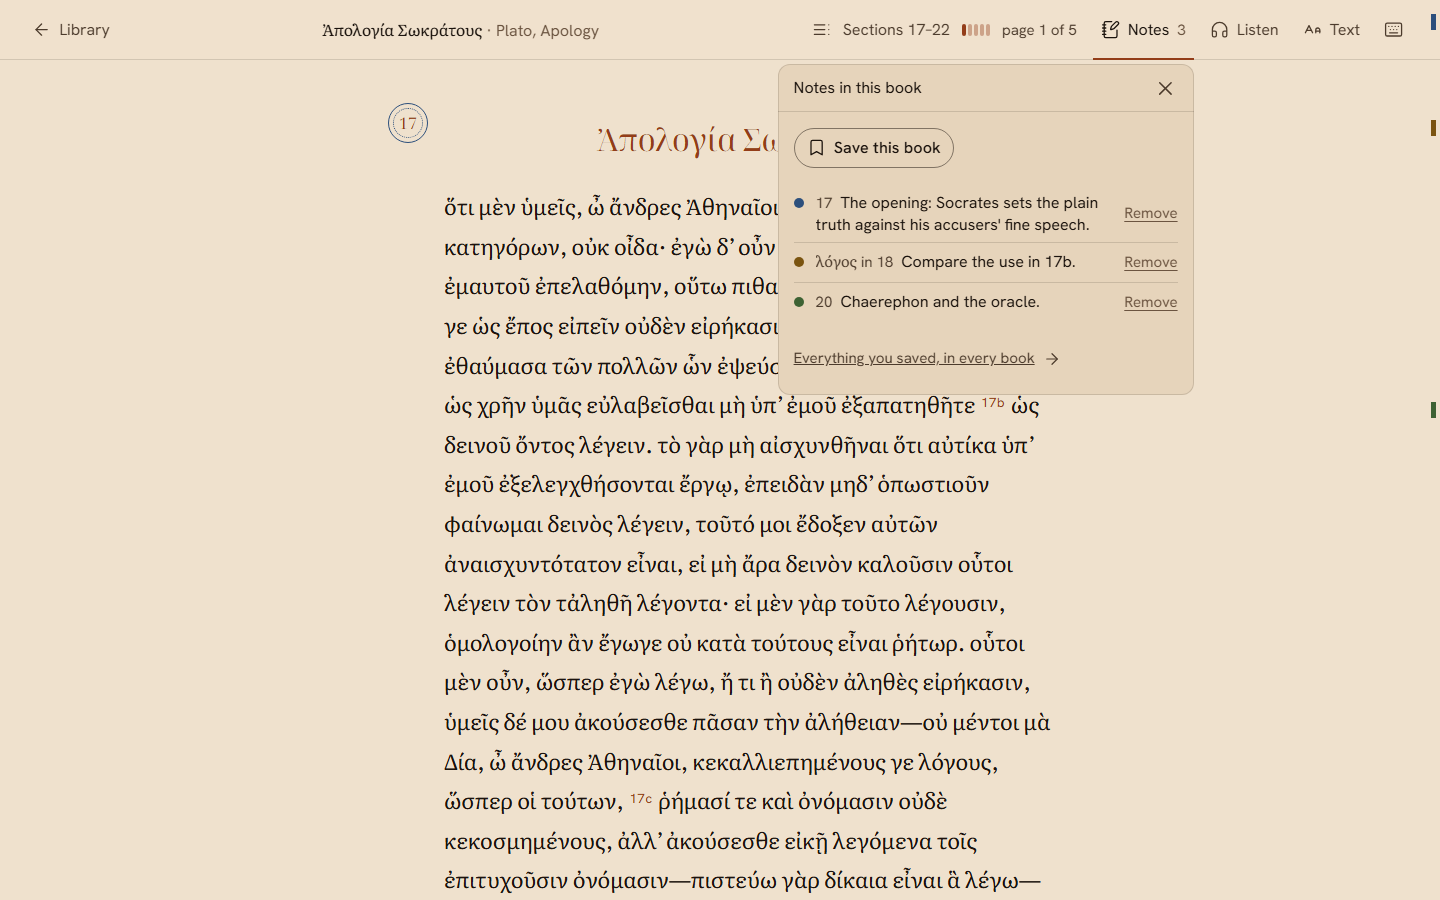 Library
Ἀπολογία Σωκράτους · Plato, Apology
Sections 17–22
page 1 of 5
Notes 3
Listen
Text
Notes in this book
Save this book
17 The opening: Socrates sets the plain
truth against his accusers' fine speech.
Remove
λόγος in 18 Compare the use in 17b.
Remove
20 Chaerephon and the oracle.
Remove
Everything you saved, in every book
17
Ἀπολογία Σω
ὅτι μὲν ὑμεῖς, ὦ ἄνδρες Ἀθηναῖοι
κατηγόρων, οὐκ οἶδα· ἐγὼ δ’ οὖν
ἐμαυτοῦ ἐπελαθόμην, οὕτω πιθα
γε ὡς ἔπος εἰπεῖν οὐδὲν εἰρήκασι
ἐθαύμασα τῶν πολλῶν ὧν ἐψεύσ
ὡς χρῆν ὑμᾶς εὐλαβεῖσθαι μὴ ὑπ’ ἐμοῦ ἐξαπατηθῆτε 17b ὡς
δεινοῦ ὄντος λέγειν. τὸ γὰρ μὴ αἰσχυνθῆναι ὅτι αὐτίκα ὑπ’
ἐμοῦ ἐξελεγχθήσονται ἔργῳ, ἐπειδὰν μηδ’ ὁπωστιοῦν
φαίνωμαι δεινὸς λέγειν, τοῦτό μοι ἔδοξεν αὐτῶν
ἀναισχυντότατον εἶναι, εἰ μὴ ἄρα δεινὸν καλοῦσιν οὗτοι
λέγειν τὸν τἀληθῆ λέγοντα· εἰ μὲν γὰρ τοῦτο λέγουσιν,
ὁμολογοίην ἂν ἔγωγε οὐ κατὰ τούτους εἶναι ῥήτωρ. οὗτοι
μὲν οὖν, ὥσπερ ἐγὼ λέγω, ἤ τι ἢ οὐδὲν ἀληθὲς εἰρήκασιν,
ὑμεῖς δέ μου ἀκούσεσθε πᾶσαν τὴν ἀλήθειαν—οὐ μέντοι μὰ
Δία, ὦ ἄνδρες Ἀθηναῖοι, κεκαλλιεπημένους γε λόγους,
ὥσπερ οἱ τούτων, 17c ῥήμασί τε καὶ ὀνόμασιν οὐδὲ
κεκοσμημένους, ἀλλ’ ἀκούσεσθε εἰκῇ λεγόμενα τοῖς
ἐπιτυχοῦσιν ὀνόμασιν—πιστεύω γὰρ δίκαια εἶναι ἃ λέγω—